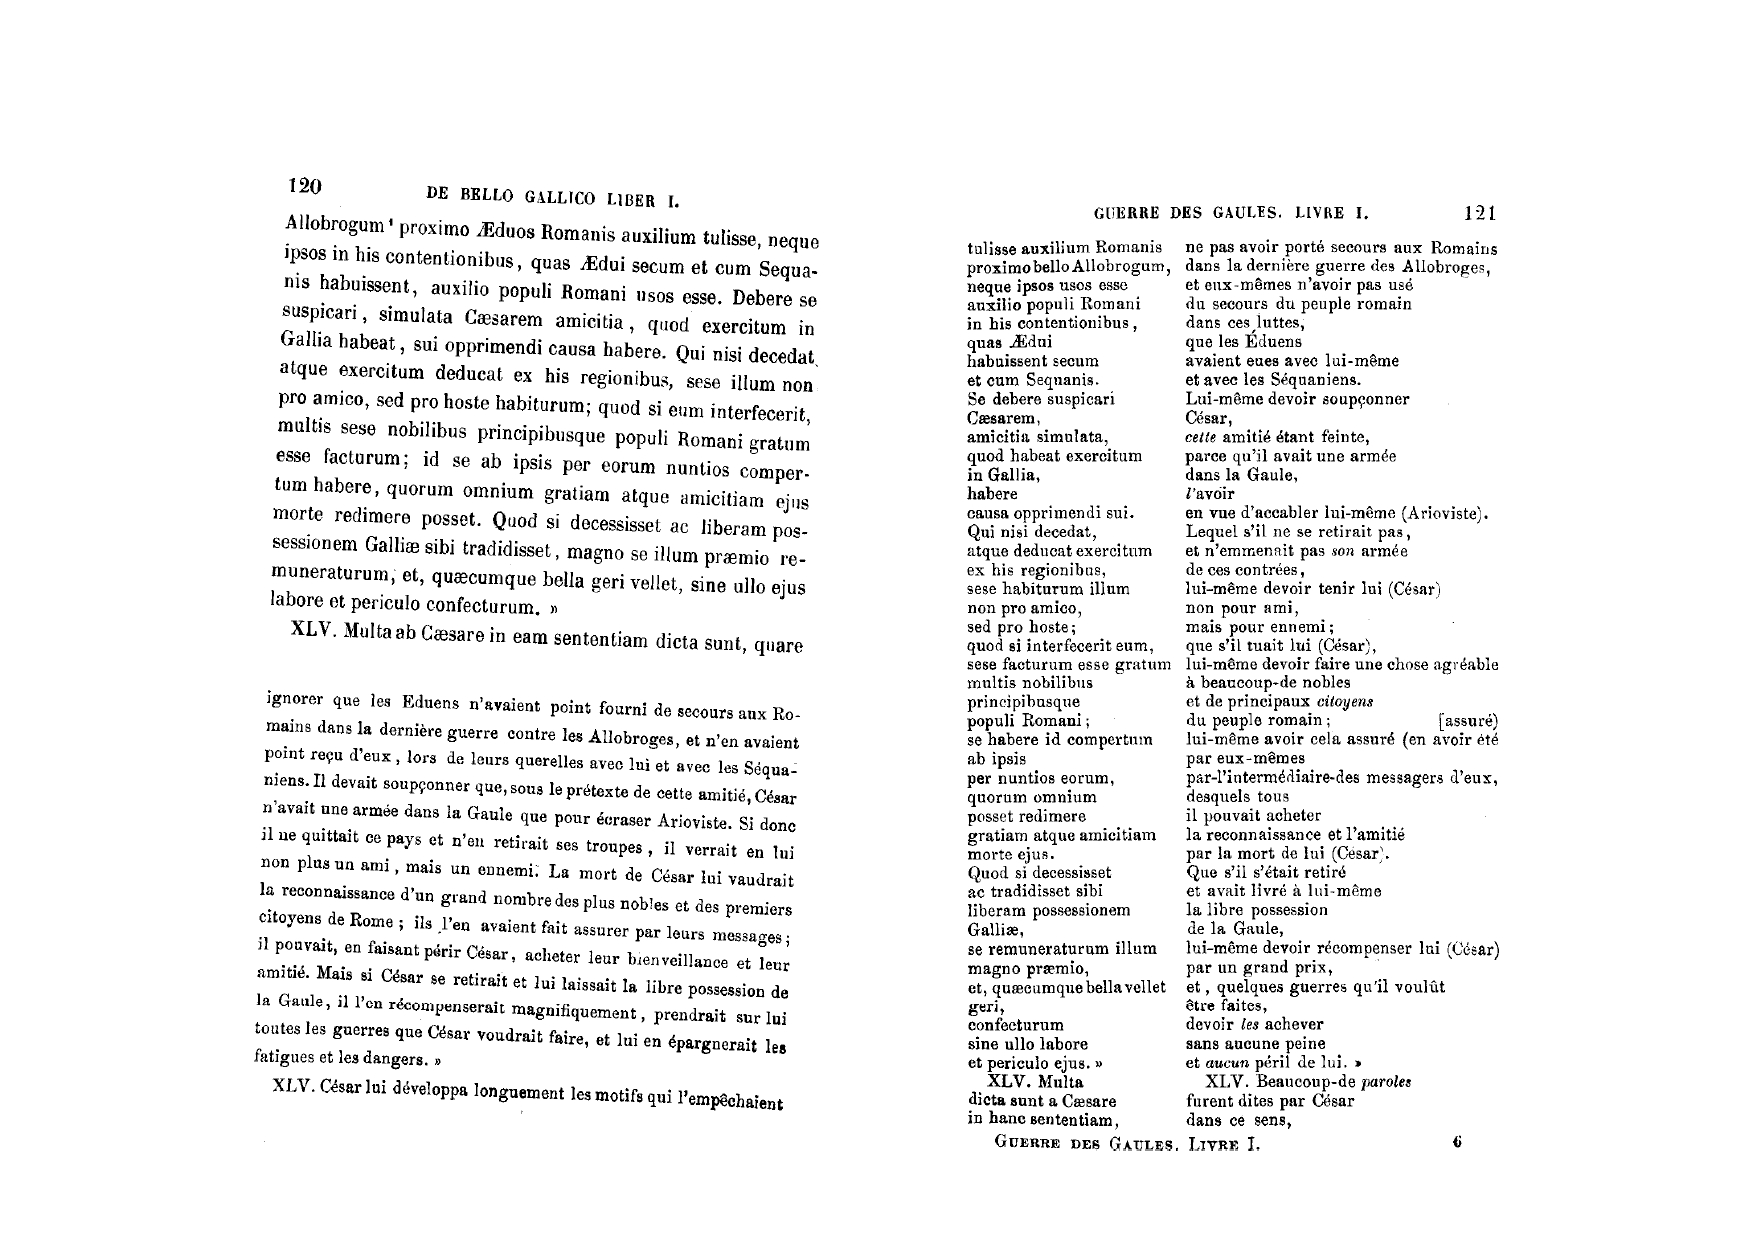 120
DE BELLO GALLICO LIBER I.
Allobrogum¹ proximo Æduos Romanis auxilium tulisse, neque
ipsos in his contentionibus, quas Ædui secum et cum Sequa-
nis habuissent, auxilio populi Romani usos esse. Debere se
suspicari, simulata Cæsarem amicitia, quod exercitum in
Gallia habeat, sui opprimendi causa habere. Qui nisi decedat
atque exercitum deducat ex his regionibus, sese illum non
pro amico, sed pro hoste habiturum; quod si eum interfecerit,
multis sese nobilibus principibusque populi Romani gratum
esse facturum; id se ab ipsis per eorum nuntios comper-
tum habere, quorum omnium gratiam atque amicitiam ejus
morte redimere posset. Quod si decessisset ac liberam pos-
sessionem Galliæ sibi tradidisset, magno se illum præmio re-
muneraturum, et, quæcumque bella geri vellet, sine ullo ejus
labore et periculo confecturum. »
XLV. Multa ab Cæsare in eam sententiam dicta sunt, quare
ignorer que les Eduens n'avaient point fourni de secours aux Ro-
mains dans la dernière guerre contre les Allobroges, et n'en avaient
point reçu d'eux, lors de leurs querelles avec lui et avec les Séqua-
niens. Il devait soupçonner que, sous le prétexte de cette amitié, César
n'avait une armée dans la Gaule que pour écraser Arioviste. Si donc
il ne quittait ce pays et n'en retirait ses troupes, il verrait en lui
non plus un ami, mais un ennemi. La mort de César lui vaudrait
la reconnaissance d'un grand nombre des plus nobles et des premiers
citoyens de Rome; ils l'en avaient fait assurer par leurs messages;
il pouvait, en faisant périr César, acheter leur bienveillance et leur
amitié. Mais si César se retirait et lui laissait la libre possession de
la Gaule, il l'en récompenserait magnifiquement, prendrait sur lui
toutes les guerres que César voudrait faire, et lui en épargnerait les
fatigues et les dangers. »
XLV. César lui développa longuement les motifs qui l'empêchaient
GUERRE DES GAULES. LIVRE I.
121
tulisse auxilium Romanis ne pas avoir porté secours aux Romains
proximo bello Allobrogum, dans la dernière guerre des Allobroges,
neque ipsos usos esse et eux-mêmes n'avoir pas usé
auxilio populi Romani du secours du peuple romain
in his contentionibus, dans ces luttes,
quas Ædui que les Éduens
habuissent secum avaient eues avec lui-même
et cum Sequanis. et avec les Séquaniens.
Se debere suspicari Lui-même devoir soupçonner
Cæsarem, César,
amicitia simulata, cette amitié étant feinte,
quod habeat exercitum parce qu'il avait une armée
in Gallia, dans la Gaule,
habere l'avoir
causa opprimendi sui. en vue d'accabler lui-même (Arioviste).
Qui nisi decedat, Lequel s'il ne se retirait pas,
atque deducat exercitum et n'emmenait pas son armée
ex his regionibus, de ces contrées,
sese habiturum illum lui-même devoir tenir lui (César)
non pro amico, non pour ami,
sed pro hoste; mais pour ennemi;
quod si interfecerit eum, que s'il tuait lui (César),
sese facturum esse gratum lui-même devoir faire une chose agréable
multis nobilibus à beaucoup-de nobles
principibusque et de principaux citoyens
populi Romani; du peuple romain; [assuré)
se habere id compertum lui-même avoir cela assuré (en avoir été
ab ipsis par eux-mêmes
per nuntios eorum, par-l'intermédiaire-des messagers d'eux,
quorum omnium desquels tous
posset redimere il pouvait acheter
gratiam atque amicitiam la reconnaissance et l'amitié
morte ejus. par la mort de lui (César).
Quod si decessisset Que s'il s'était retiré
ac tradidisset sibi et avait livré à lui-même
liberam possessionem la libre possession
Galliæ, de la Gaule,
se remuneraturum illum lui-même devoir récompenser lui (César)
magno præmio, par un grand prix,
et, quæcumque bella vellet et, quelques guerres qu'il voulût
geri, être faites,
confecturum devoir les achever
sine ullo labore sans aucune peine
et periculo ejus. » et aucun péril de lui. »
XLV. Multa XLV. Beaucoup-de paroles
dicta sunt a Cæsare furent dites par César
in hanc sententiam, dans ce sens,
GUERRE DES GAULES. LIVRE I. 6